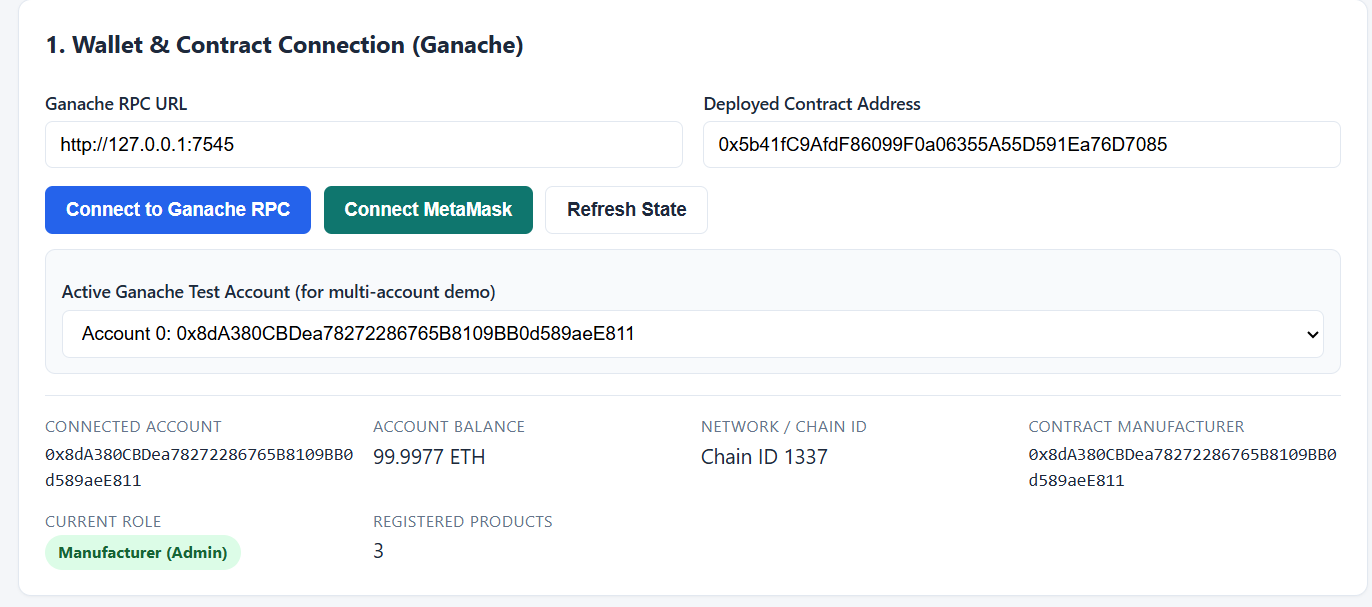 1. Wallet & Contract Connection (Ganache)
Ganache RPC URL
Deployed Contract Address
http://127.0.0.1:7545
0x5b41fC9AfdF86099F0a06355A55D591Ea76D7085
Connect to Ganache RPC
Connect MetaMask
Refresh State
Active Ganache Test Account (for multi-account demo)
Account 0: 0x8dA380CBDea78272286765B8109BB0d589aeE811
CONNECTED ACCOUNT
0x8dA380CBDea78272286765B8109BB0
d589aeE811
ACCOUNT BALANCE
99.9977 ETH
NETWORK / CHAIN ID
Chain ID 1337
CONTRACT MANUFACTURER
0x8dA380CBDea78272286765B8109BB0
d589aeE811
CURRENT ROLE
Manufacturer (Admin)
REGISTERED PRODUCTS
3